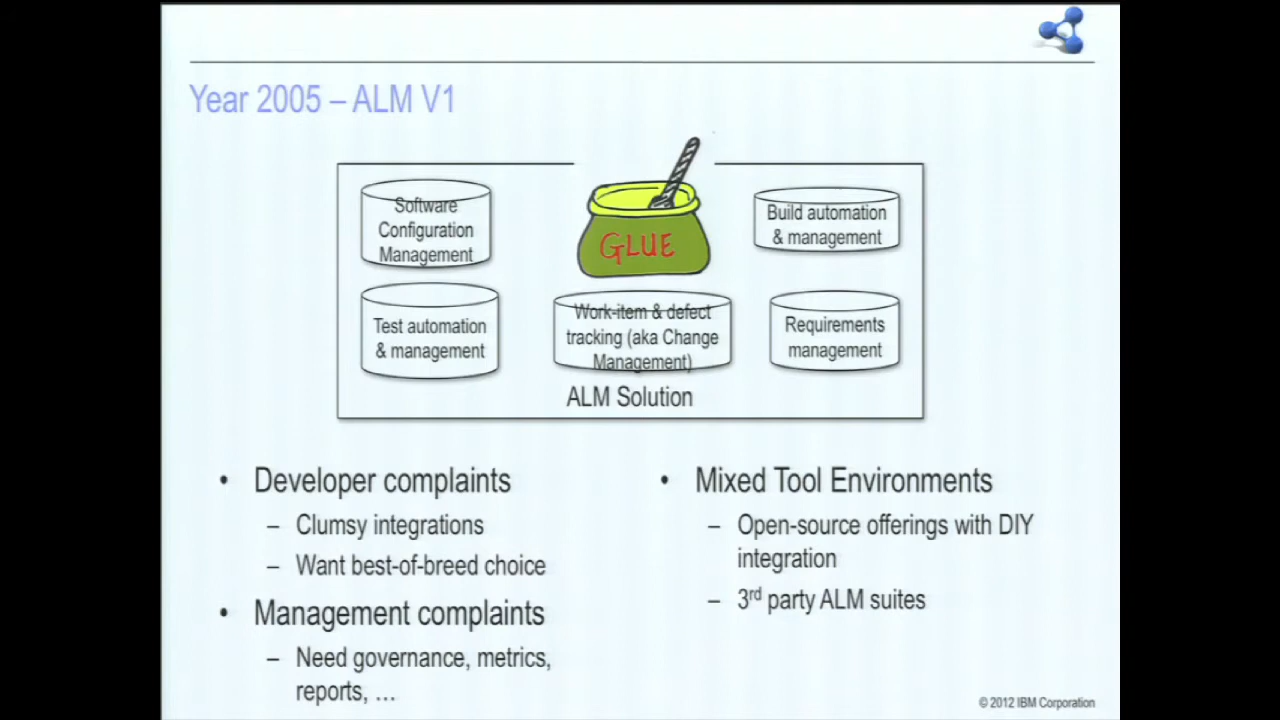 Year 2005 – ALM V1
Software
Configuration
Management
GLUE
Build automation
& management
Test automation
& management
Work-item & defect
tracking (aka Change
Management)
Requirements
management
ALM Solution
• Developer complaints
– Clumsy integrations
– Want best-of-breed choice
• Management complaints
– Need governance, metrics,
reports, …
• Mixed Tool Environments
– Open-source offerings with DIY
integration
– 3rd party ALM suites
© 2012 IBM Corporation